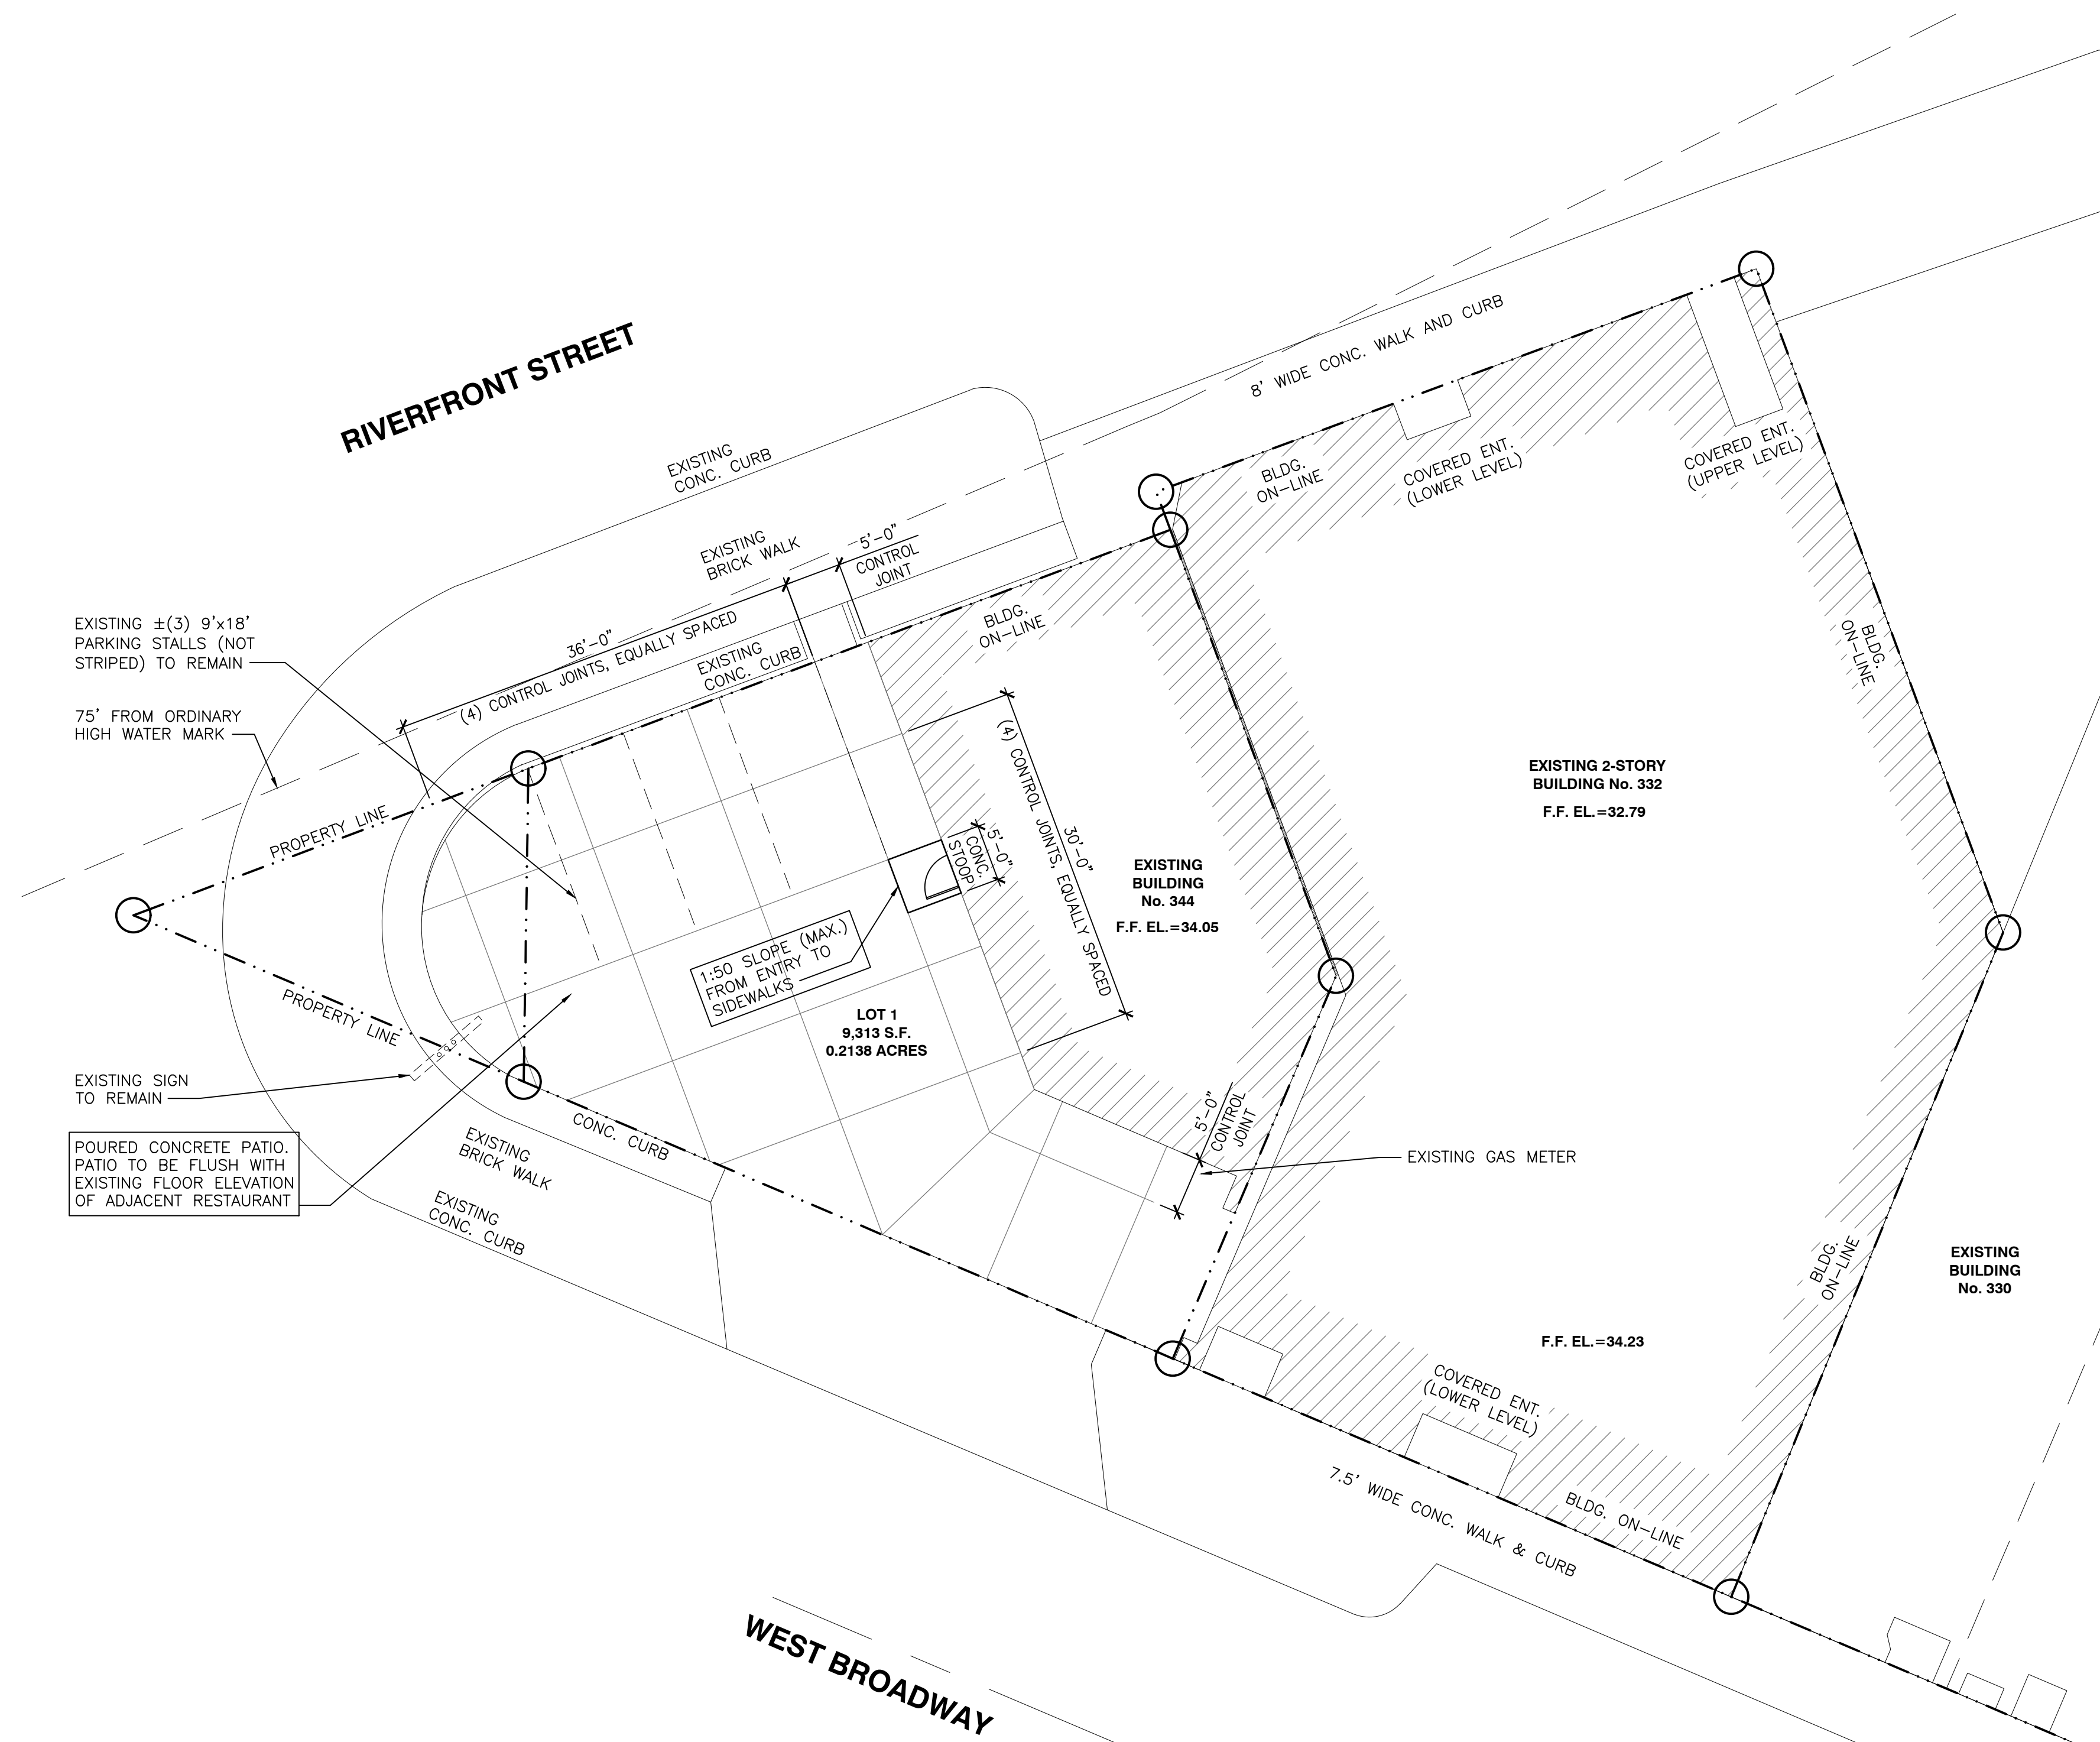 RIVERFRONT STREET
EXISTING
CONC. CURB
8' WIDE CONC. WALK AND CURB
EXISTING
BRICK WALK
5'-0"
CONTROL
JOINT
36'-0"
(4) CONTROL JOINTS, EQUALLY SPACED
EXISTING
CONC. CURB
BLDG.
ON-LINE
BLDG.
ON-LINE
COVERED ENT.
(LOWER LEVEL)
COVERED ENT.
(UPPER LEVEL)
BLDG.
ON-LINE
EXISTING ±(3) 9'x18'
PARKING STALLS (NOT
STRIPED) TO REMAIN
75' FROM ORDINARY
HIGH WATER MARK
PROPERTY LINE
PROPERTY LINE
5'-0"
CONC.
STOOP
30'-0"
(4) CONTROL JOINTS, EQUALLY SPACED
EXISTING
BUILDING
No. 344
F.F. EL.=34.05
EXISTING 2-STORY
BUILDING No. 332
F.F. EL.=32.79
1:50 SLOPE (MAX.)
FROM ENTRY TO
SIDEWALKS
LOT 1
9,313 S.F.
0.2138 ACRES
EXISTING SIGN
TO REMAIN
POURED CONCRETE PATIO.
PATIO TO BE FLUSH WITH
EXISTING FLOOR ELEVATION
OF ADJACENT RESTAURANT
CONC. CURB
EXISTING
BRICK WALK
EXISTING
CONC. CURB
5'-0"
CONTROL
JOINT
EXISTING GAS METER
BLDG.
ON-LINE
EXISTING
BUILDING
No. 330
F.F. EL.=34.23
COVERED ENT.
(LOWER LEVEL)
7.5' WIDE CONC. WALK & CURB
BLDG. ON-LINE
WEST BROADWAY